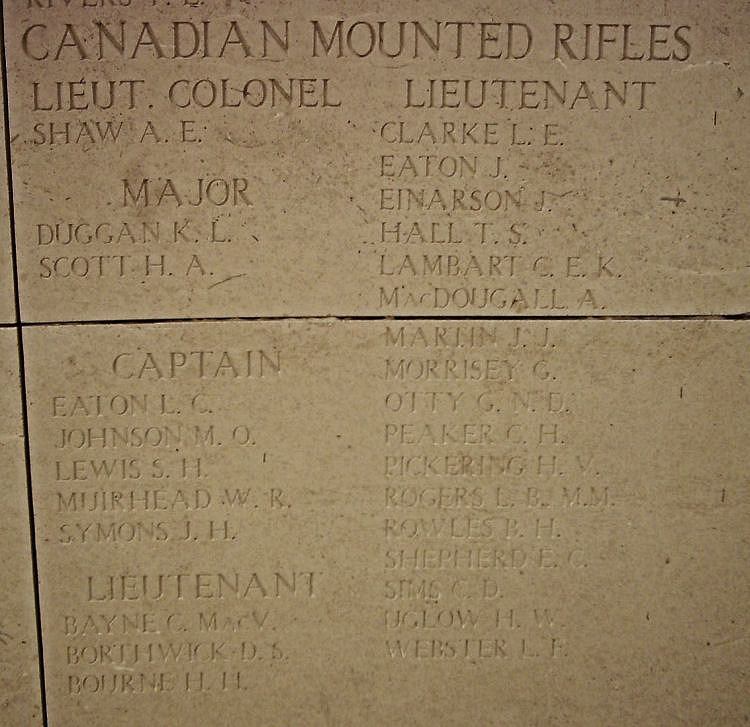 CANADIAN MOUNTED RIFLES
LIEUT. COLONEL
SHAW A. E.
MAJOR
DUGGAN K. L.
SCOTT H. A.
CAPTAIN
EATON L. C.
JOHNSON M. O.
LEWIS S. H.
MUIRHEAD W. R.
SYMONS J. H.
LIEUTENANT
BAYNE C. MacV.
BORTHWICK D. S.
BOURNE H. H.
LIEUTENANT
CLARKE L. E.
EATON J.
EINARSON J.
HALL T. S.
LAMBART C. E. K.
MacDOUGALL A.
MARTIN J. J.
MORRISEY G.
OTTY G. N. D.
PEAKER C. H.
PICKERING H. V.
ROGERS L. B., M.M.
ROWLES B. H.
SHEPHERD E. C.
SIMS C. D.
UGLOW H. W.
WEBSTER L. F.